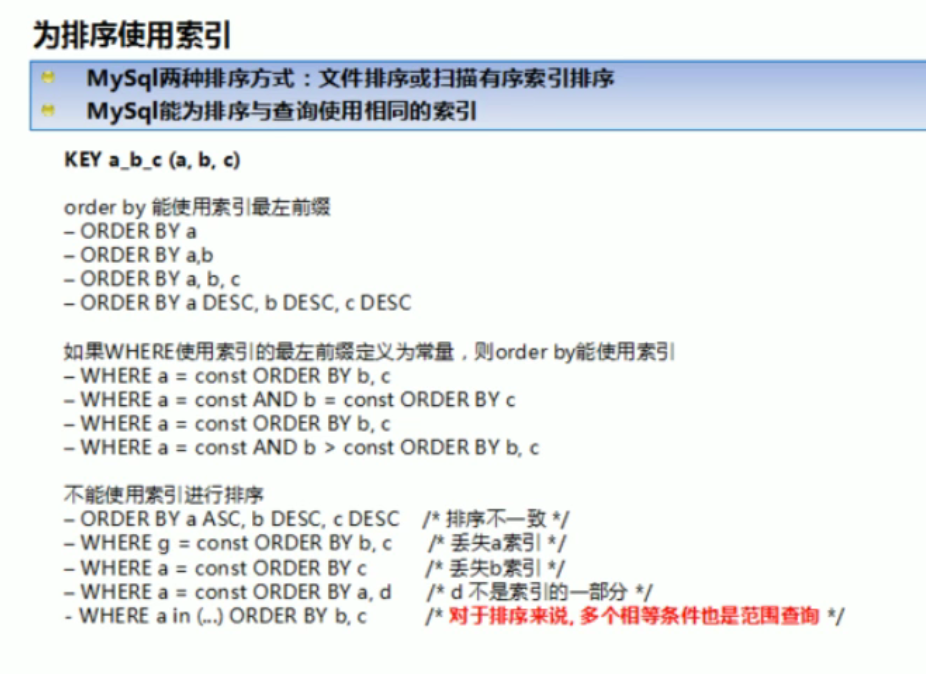 为排序使用索引
MySql两种排序方式：文件排序或扫描有序索引排序
MySql能为排序与查询使用相同的索引
KEY a_b_c (a, b, c)
order by 能使用索引最左前缀
– ORDER BY a
– ORDER BY a,b
– ORDER BY a, b, c
– ORDER BY a DESC, b DESC, c DESC
如果WHERE使用索引的最左前缀定义为常量，则order by能使用索引
– WHERE a = const ORDER BY b, c
– WHERE a = const AND b = const ORDER BY c
– WHERE a = const ORDER BY b, c
– WHERE a = const AND b > const ORDER BY b, c
不能使用索引进行排序
– ORDER BY a ASC, b DESC, c DESC /* 排序不一致 */
– WHERE g = const ORDER BY b, c /* 丢失a索引 */
– WHERE a = const ORDER BY c /* 丢失b索引 */
– WHERE a = const ORDER BY a, d /* d 不是索引的一部分 */
- WHERE a in (...) ORDER BY b, c /* 对于排序来说, 多个相等条件也是范围查询 */